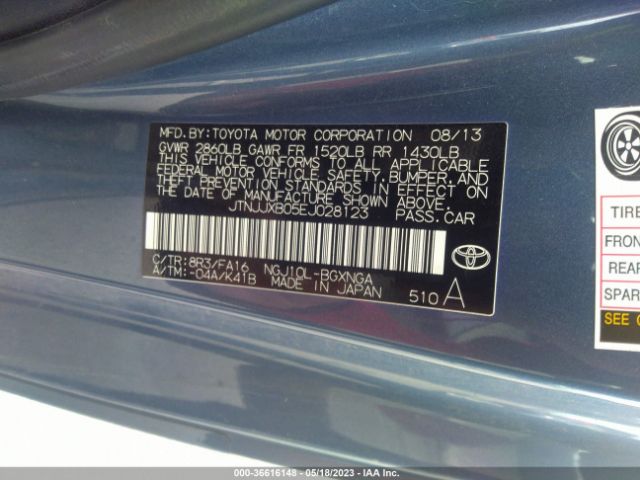 MFD.BY:TOYOTA MOTOR CORPORATION 08/13
GVWR 2860LB GAWR FR 1520LB RR 1430LB
THIS VEHICLE CONFORMS TO ALL APPLICABLE
FEDERAL MOTOR VEHICLE SAFETY,BUMPER,AND
THEFT PREVENTION STANDARDS IN EFFECT ON
THE DATE OF MANUFACTURE SHOWN ABOVE.
JTNJJXB05EJ028123 PASS.CAR
C/TR:8R3/FA16 NGJ10L-BGXNGA
A/TM:-04A/K41B MADE IN JAPAN
510A
TIRE
FRON
REAR
SPAR
SEE
000-36616148 - 05/18/2023 - IAAI.com